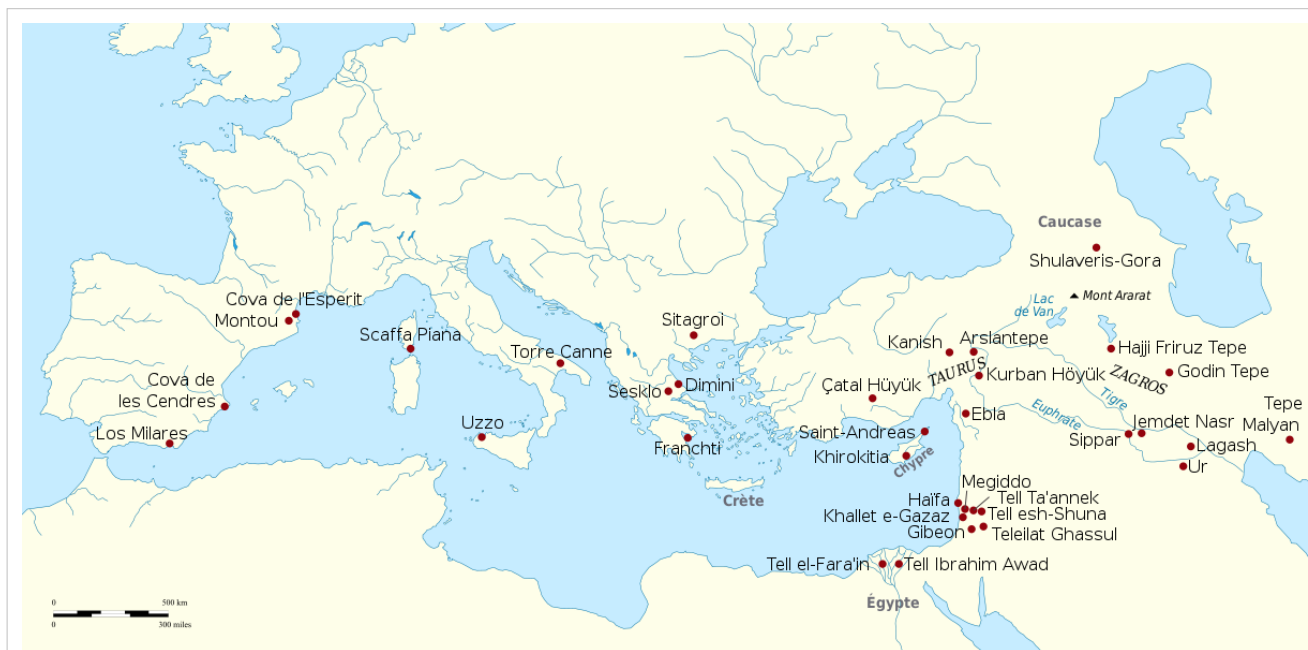 Caucase
Shulaveris-Gora
Lac
de Van
Mont Ararat
Cova de l'Esperit
Montou
Scaffa Piana
Sitagroi
Torre Canne
Kanish
Arslantepe
Hajji Friruz Tepe
TAURUS
ZAGROS
Godin Tepe
Kurban Höyük
Cova de
les Cendres
Dimini
Sesklo
Çatal Hüyük
Tigre
Euphrate
Tepe
Malyan
Ebla
Jemdet Nasr
Los Milares
Uzzo
Franchti
Saint-Andreas
Sippar
Lagash
Khirokitia
Chypre
Ur
Crète
Megiddo
Haïfa
Tell Ta'annek
Khallet e-Gazaz
Tell esh-Shuna
Gibeon
Teleilat Ghassul
Tell el-Fara'in
Tell Ibrahim Awad
Égypte
0 500 km
0 300 miles